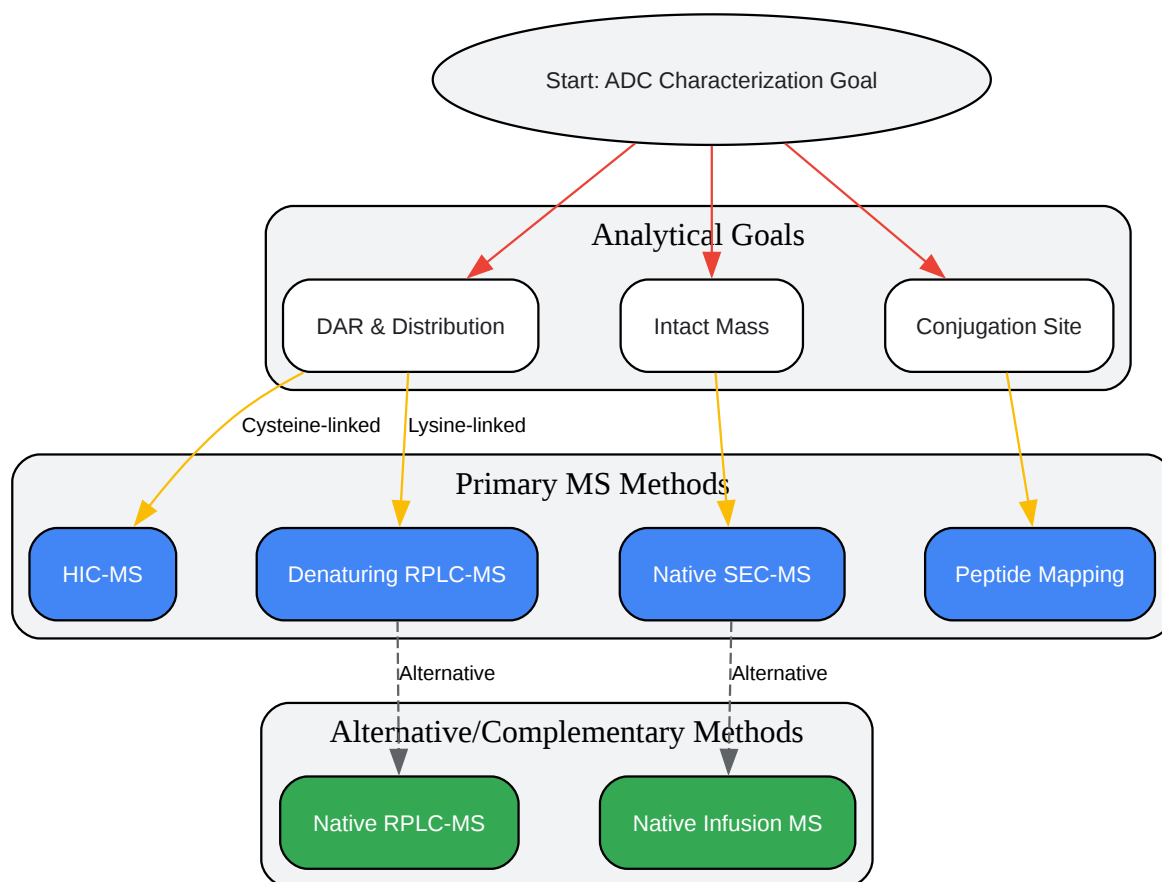 Start: ADC Characterization Goal
Analytical Goals
DAR & Distribution
Intact Mass
Conjugation Site
Cysteine-linked
Lysine-linked
Primary MS Methods
HIC-MS
Denaturing RPLC-MS
Native SEC-MS
Peptide Mapping
Alternative
Alternative
Alternative/Complementary Methods
Native RPLC-MS
Native Infusion MS